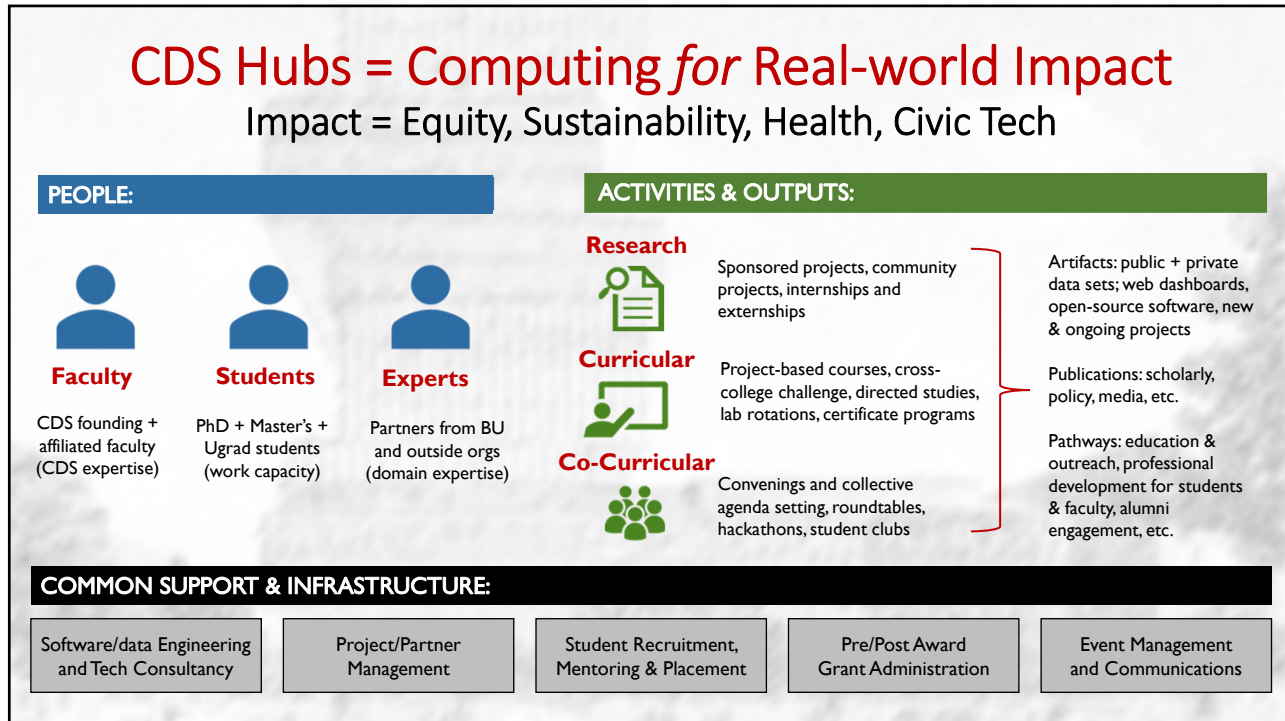 CDS Hubs = Computing for Real-world Impact
Impact = Equity, Sustainability, Health, Civic Tech
PEOPLE:
Faculty
CDS founding +
affiliated faculty
(CDS expertise)
Students
PhD + Master's +
Ugrad students
(work capacity)
Experts
Partners from BU
and outside orgs
(domain expertise)
ACTIVITIES & OUTPUTS:
Research
Sponsored projects, community
projects, internships and
externships
Curricular
Project-based courses, cross-
college challenge, directed studies,
lab rotations, certificate programs
Co-Curricular
Convenings and collective
agenda setting, roundtables,
hackathons, student clubs
Artifacts: public + private
data sets; web dashboards,
open-source software, new
& ongoing projects
Publications: scholarly,
policy, media, etc.
Pathways: education &
outreach, professional
development for students
& faculty, alumni
engagement, etc.
COMMON SUPPORT & INFRASTRUCTURE:
Software/data Engineering
and Tech Consultancy
Project/Partner
Management
Student Recruitment,
Mentoring & Placement
Pre/Post Award
Grant Administration
Event Management
and Communications